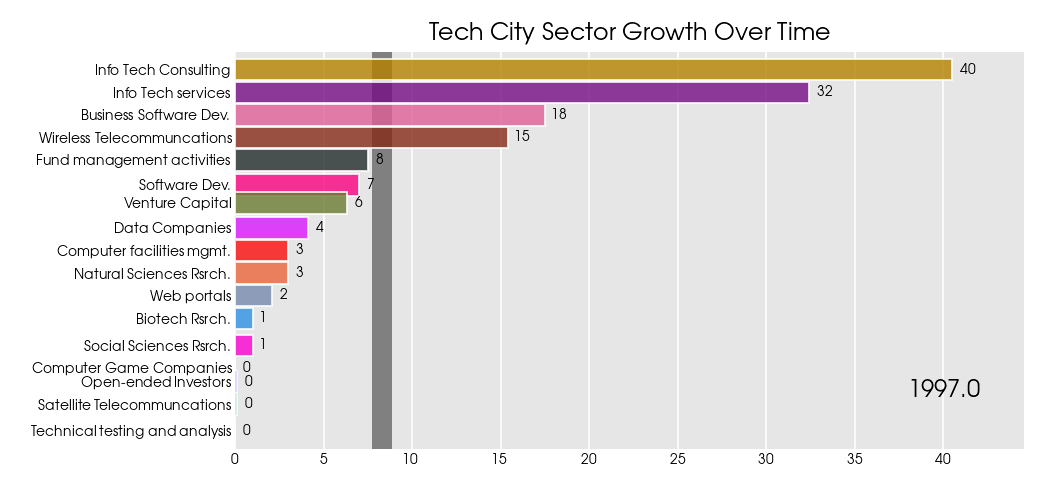 Tech City Sector Growth Over Time
Info Tech Consulting 40
Info Tech services 32
Business Software Dev. 18
Wireless Telecommuncations 15
Fund management activities 8
Software Dev. 7
Venture Capital 6
Data Companies 4
Computer facilities mgmt. 3
Natural Sciences Rsrch. 3
Web portals 2
Biotech Rsrch. 1
Social Sciences Rsrch. 1
Computer Game Companies 0
Open-ended Investors 0
1997.0
Satellite Telecommuncations 0
Technical testing and analysis 0
0 5 10 15 20 25 30 35 40